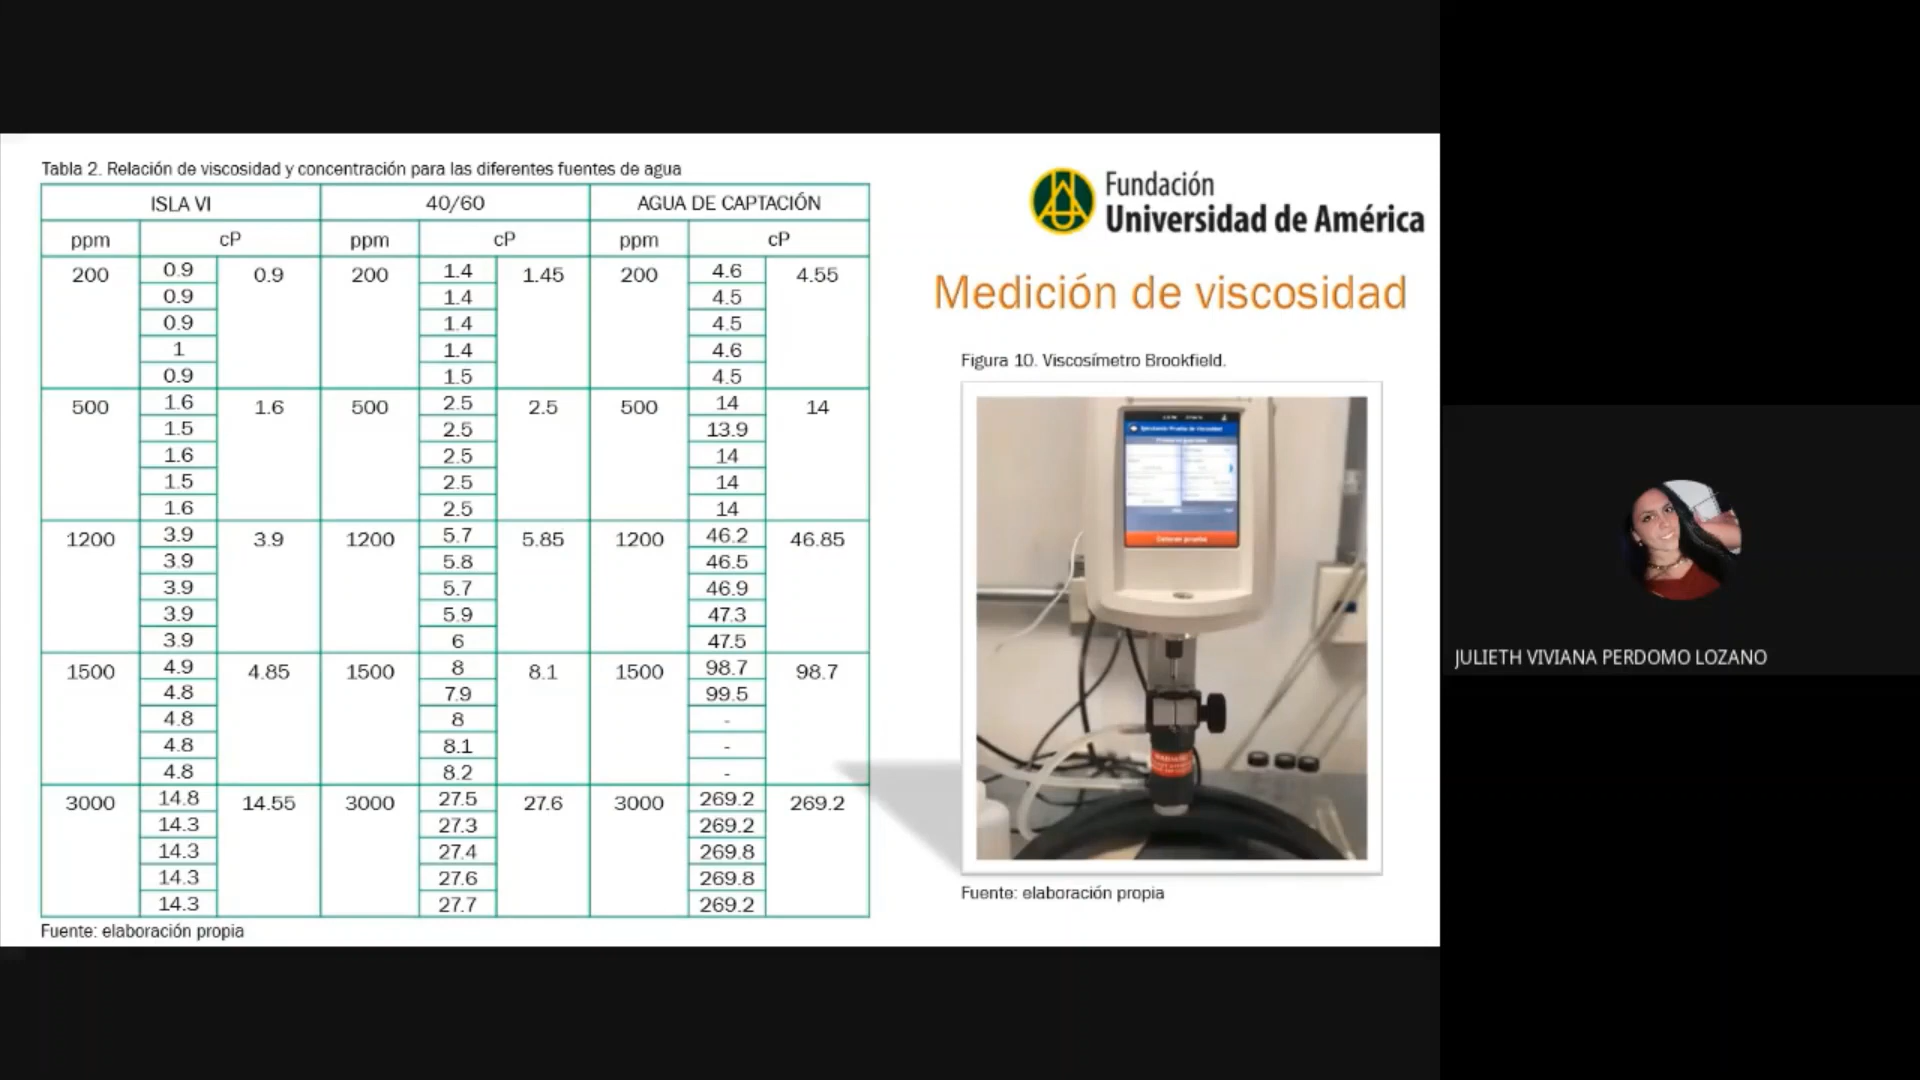 Tabla 2. Relación de viscosidad y concentración para las diferentes fuentes de agua
ISLA VI 40/60 AGUA DE CAPTACIÓN
ppm cP ppm cP ppm cP
200 0.9 0.9 200 1.4 1.45 200 4.6 4.55
0.9 1.4 4.5
0.9 1.4 4.5
1 1.4 4.6
0.9 1.5 4.5
500 1.6 1.6 500 2.5 2.5 500 14 14
1.5 2.5 13.9
1.6 2.5 14
1.5 2.5 14
1.6 2.5 14
1200 3.9 3.9 1200 5.7 5.85 1200 46.2 46.85
3.9 5.8 46.5
3.9 5.7 46.9
3.9 5.9 47.3
3.9 6 47.5
1500 4.9 4.85 1500 8 8.1 1500 98.7 98.7
4.8 7.9 99.5
4.8 8 -
4.8 8.1 -
4.8 8.2 -
3000 14.8 14.55 3000 27.5 27.6 3000 269.2 269.2
14.3 27.3 269.2
14.3 27.4 269.8
14.3 27.6 269.8
14.3 27.7 269.2
Fuente: elaboración propia
Fundación
Universidad de América
Medición de viscosidad
Figura 10. Viscosímetro Brookfield.
Fuente: elaboración propia
JULIETH VIVIANA PERDOMO LOZANO